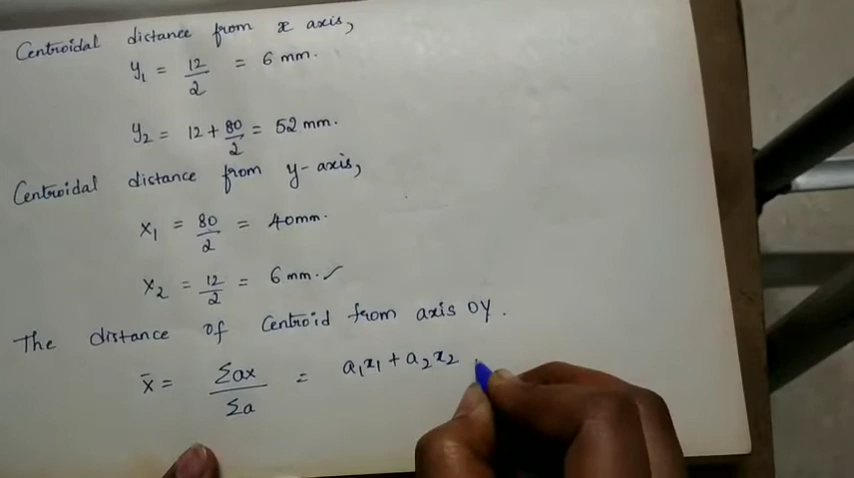 Centroidal distance from x axis,
y₁ = 12/2 = 6 mm.
y₂ = 12 + 80/2 = 52 mm.
Centroidal distance from y-axis,
x₁ = 80/2 = 40mm.
x₂ = 12/2 = 6 mm. ✓
The distance of Centroid from axis OY.
x̄ = Σax/Σa = a₁x₁ + a₂x₂